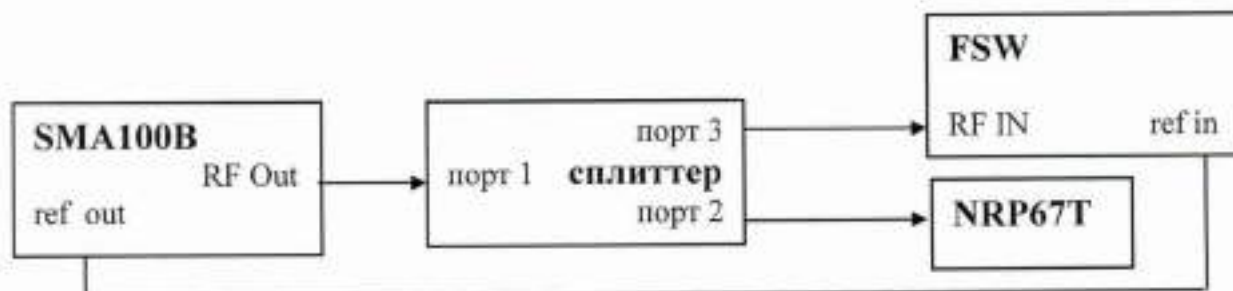 FSW
RF IN ref in
SMA100B
RF Out
ref out
порт 3
порт 1 сплиттер
порт 2
NRP67T